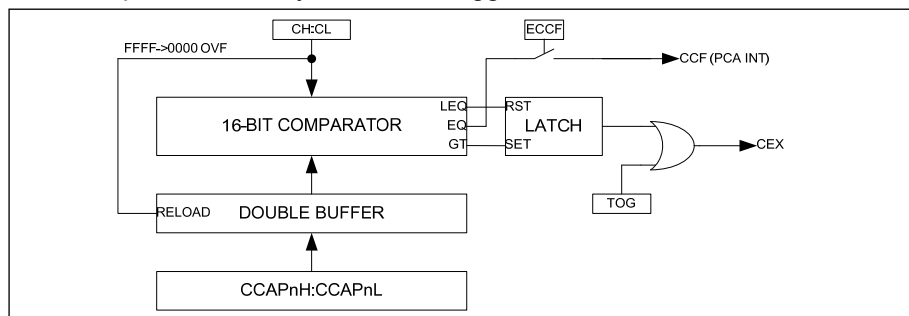 CH:CL
ECCF
FFFF->0000 OVF
CCF (PCA INT)
LEQ
RST
16-BIT COMPARATOR
EQ
LATCH
GT
SET
CEX
RELOAD
DOUBLE BUFFER
TOG
CCAPnH:CCAPnL